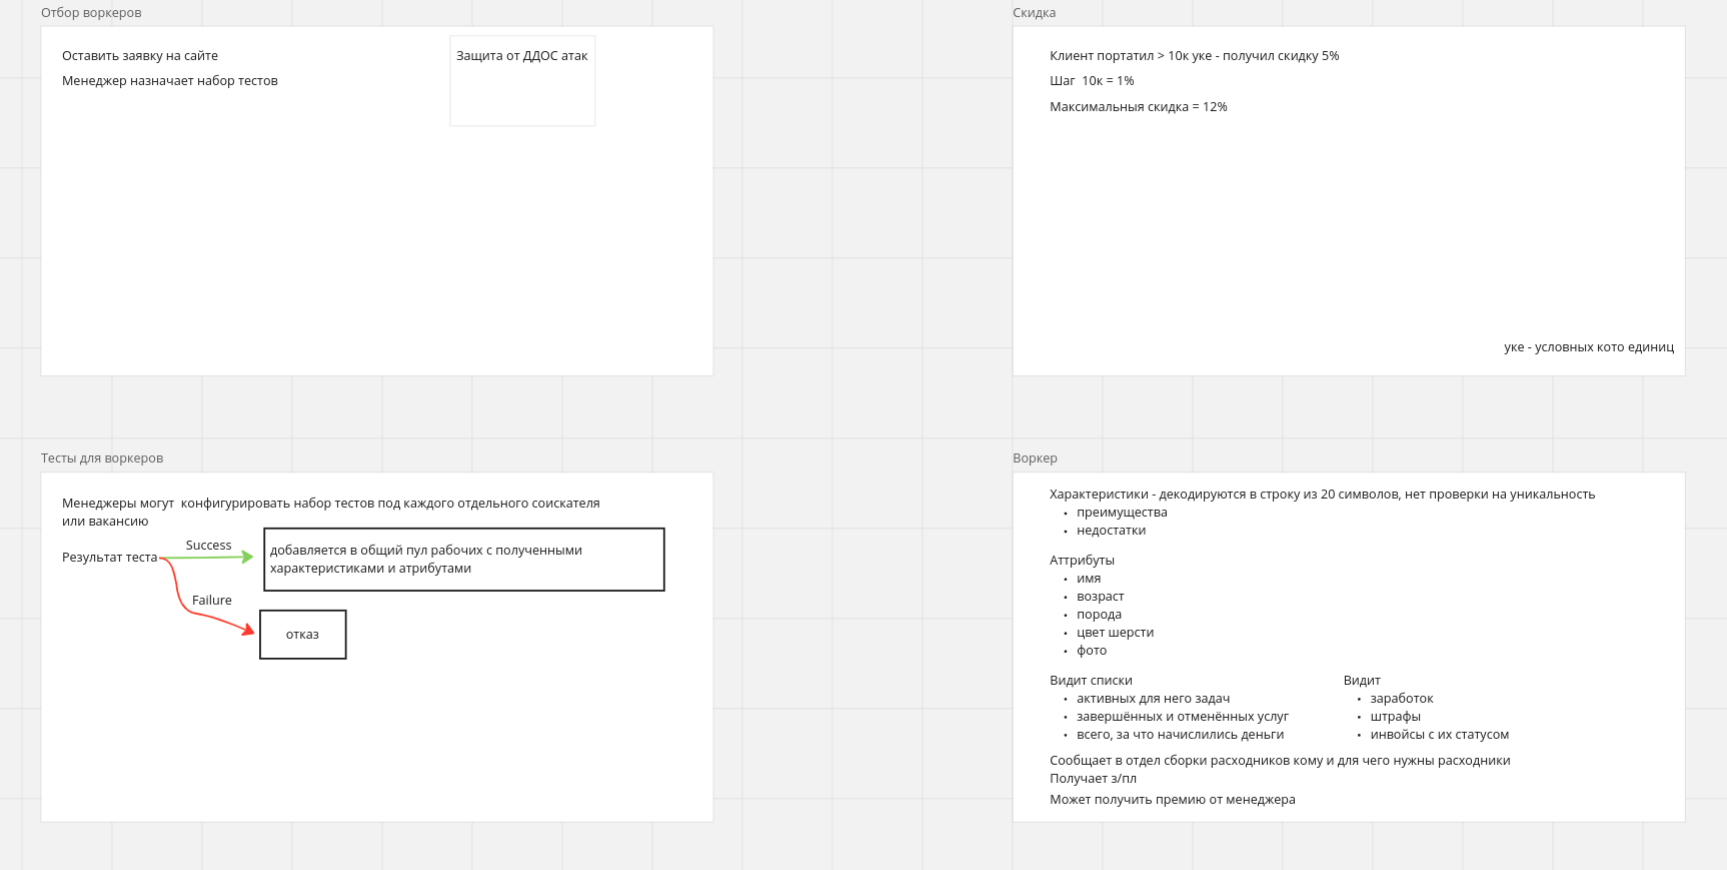 Отбор воркеров
Оставить заявку на сайте
Менеджер назначает набор тестов
Защита от ДДОС атак
Скидка
Клиент портатил > 10к уке - получил скидку 5%
Шаг 10к = 1%
Максимальныя скидка = 12%
уке - условных кото единиц
Тесты для воркеров
Менеджеры могут конфигурировать набор тестов под каждого отдельного соискателя
или вакансию
Результат теста
Success
добавляется в общий пул рабочих с полученными
характеристиками и атрибутами
Failure
отказ
Воркер
Характеристики - декодируются в строку из 20 символов, нет проверки на уникальность
• преимущества
• недостатки
Аттрибуты
• имя
• возраст
• порода
• цвет шерсти
• фото
Видит списки
• активных для него задач
• завершённых и отменённых услуг
• всего, за что начислились деньги
Видит
• заработок
• штрафы
• инвойсы с их статусом
Сообщает в отдел сборки расходников кому и для чего нужны расходники
Получает з/пл
Может получить премию от менеджера